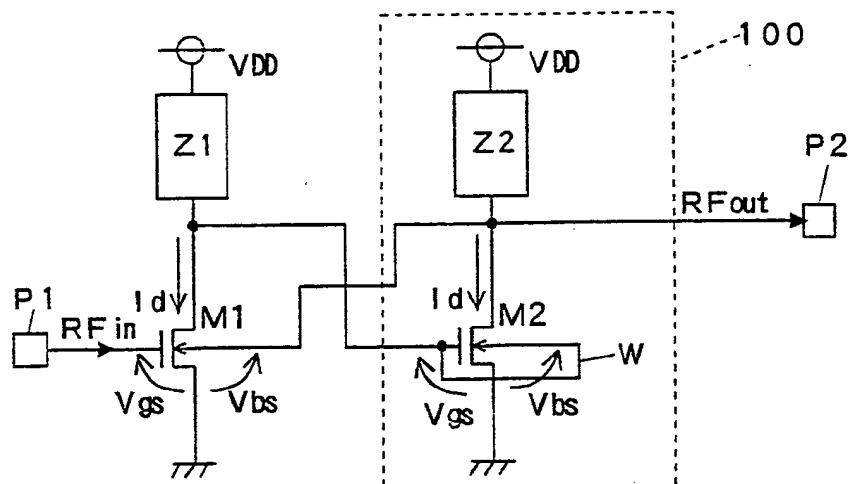 100
VDD
VDD
Z1
Z2
P2
RFout
P1
Id
M1
Id
M2
RFin
W
Vgs
Vbs
Vgs
Vbs